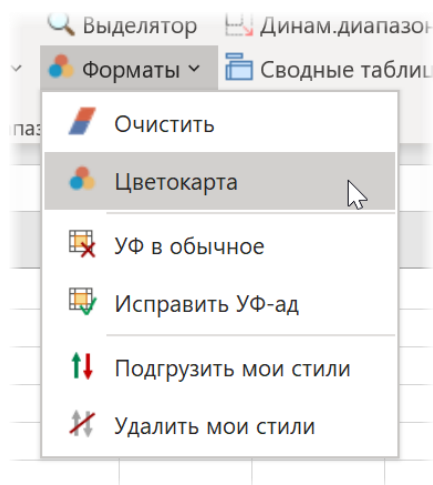 Выделятор
Динам.диапазон
Форматы
Сводные таблиц
Очистить
Цветокарта
УФ в обычное
Исправить УФ-ад
Подгрузить мои стили
Удалить мои стили